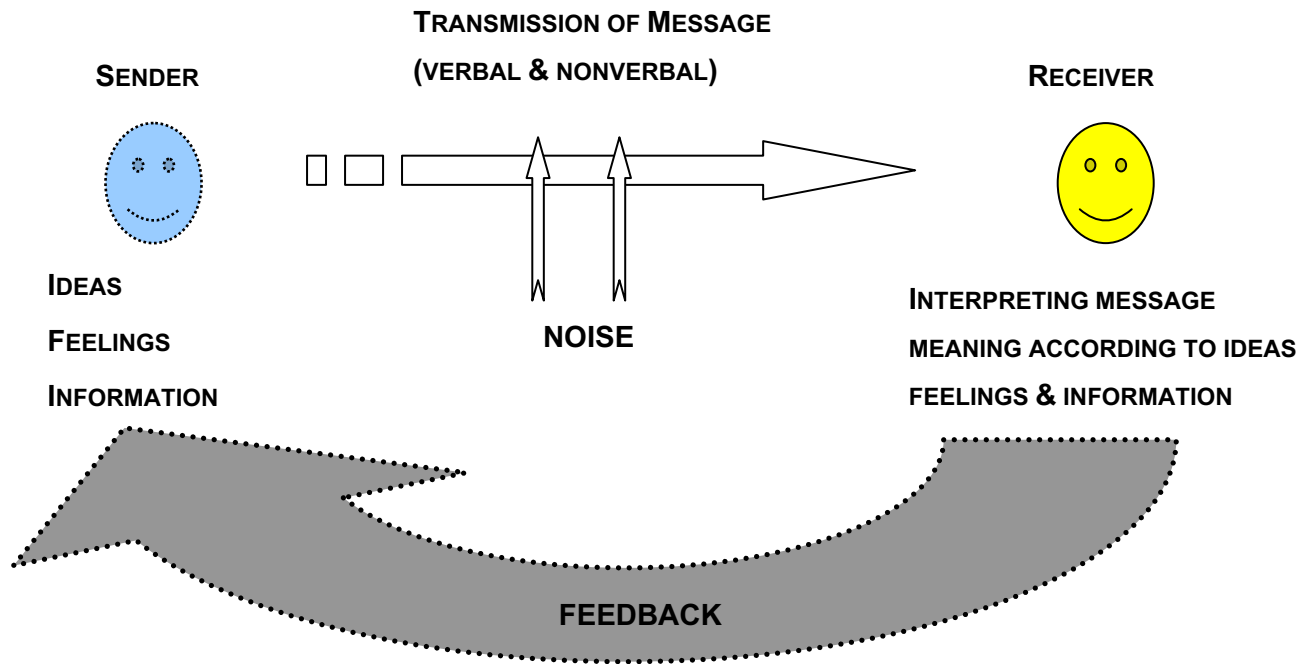 TRANSMISSION OF MESSAGE
(VERBAL & NONVERBAL)
SENDER
RECEIVER
IDEAS
FEELINGS
INFORMATION
NOISE
INTERPRETING MESSAGE
MEANING ACCORDING TO IDEAS
FEELINGS & INFORMATION
FEEDBACK